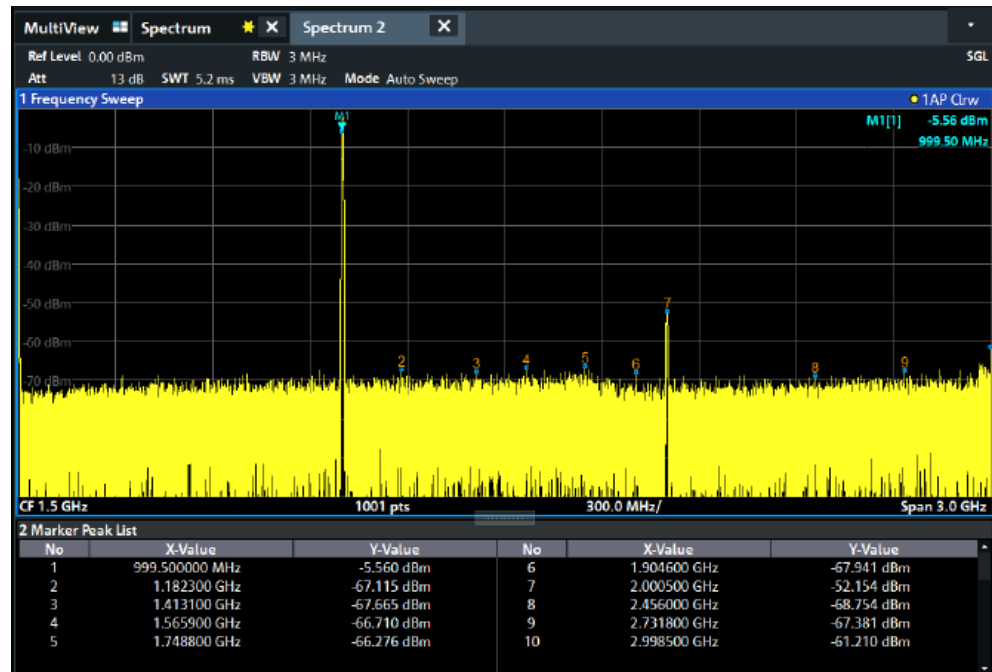 MultiView Spectrum Spectrum 2
Ref Level 0.00 dBm RBW 3 MHz SGL
Att 13 dB SWT 5.2 ms VBW 3 MHz Mode Auto Sweep
1 Frequency Sweep 1AP Clrw
M1 M1[1] -5.56 dBm
999.50 MHz
-10 dBm
-20 dBm
-30 dBm
-40 dBm
-50 dBm
7
-60 dBm
2 3 4 5 6 8 9
-70 dBm
CF 1.5 GHz 1001 pts 300.0 MHz/ Span 3.0 GHz
2 Marker Peak List
No X-Value Y-Value No X-Value Y-Value
1 999.500000 MHz -5.560 dBm 6 1.904600 GHz -67.941 dBm
2 1.182300 GHz -67.115 dBm 7 2.000500 GHz -52.154 dBm
3 1.413100 GHz -67.665 dBm 8 2.456000 GHz -68.754 dBm
4 1.565900 GHz -66.710 dBm 9 2.731800 GHz -67.381 dBm
5 1.748800 GHz -66.276 dBm 10 2.998500 GHz -61.210 dBm